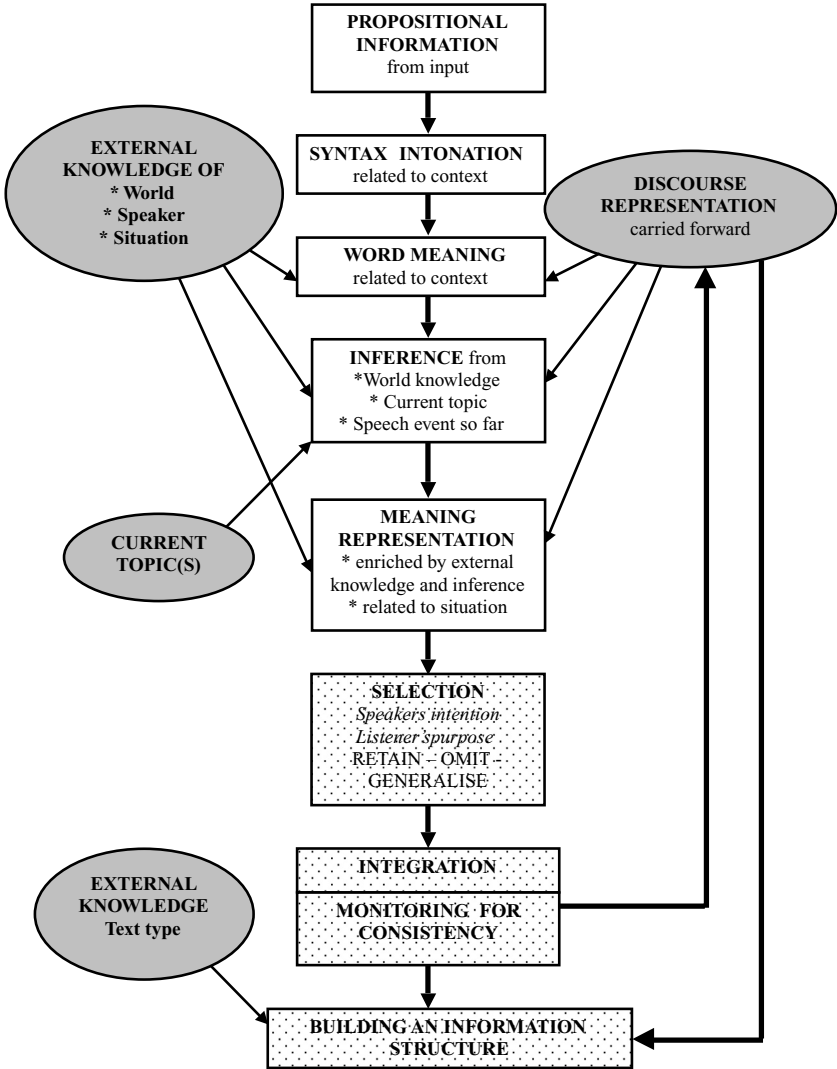 PROPOSITIONAL
INFORMATION
from input
EXTERNAL
KNOWLEDGE OF
* World
* Speaker
* Situation
SYNTAX INTONATION
related to context
DISCOURSE
REPRESENTATION
carried forward
WORD MEANING
related to context
INFERENCE from
*World knowledge
* Current topic
* Speech event so far
CURRENT
TOPIC(S)
MEANING
REPRESENTATION
* enriched by external
knowledge and inference
* related to situation
SELECTION
Speakers intention
Listener'spurpose
RETAIN – OMIT -
GENERALISE
EXTERNAL
KNOWLEDGE
Text type
INTEGRATION
MONITORING FOR
CONSISTENCY
BUILDING AN INFORMATION
STRUCTURE